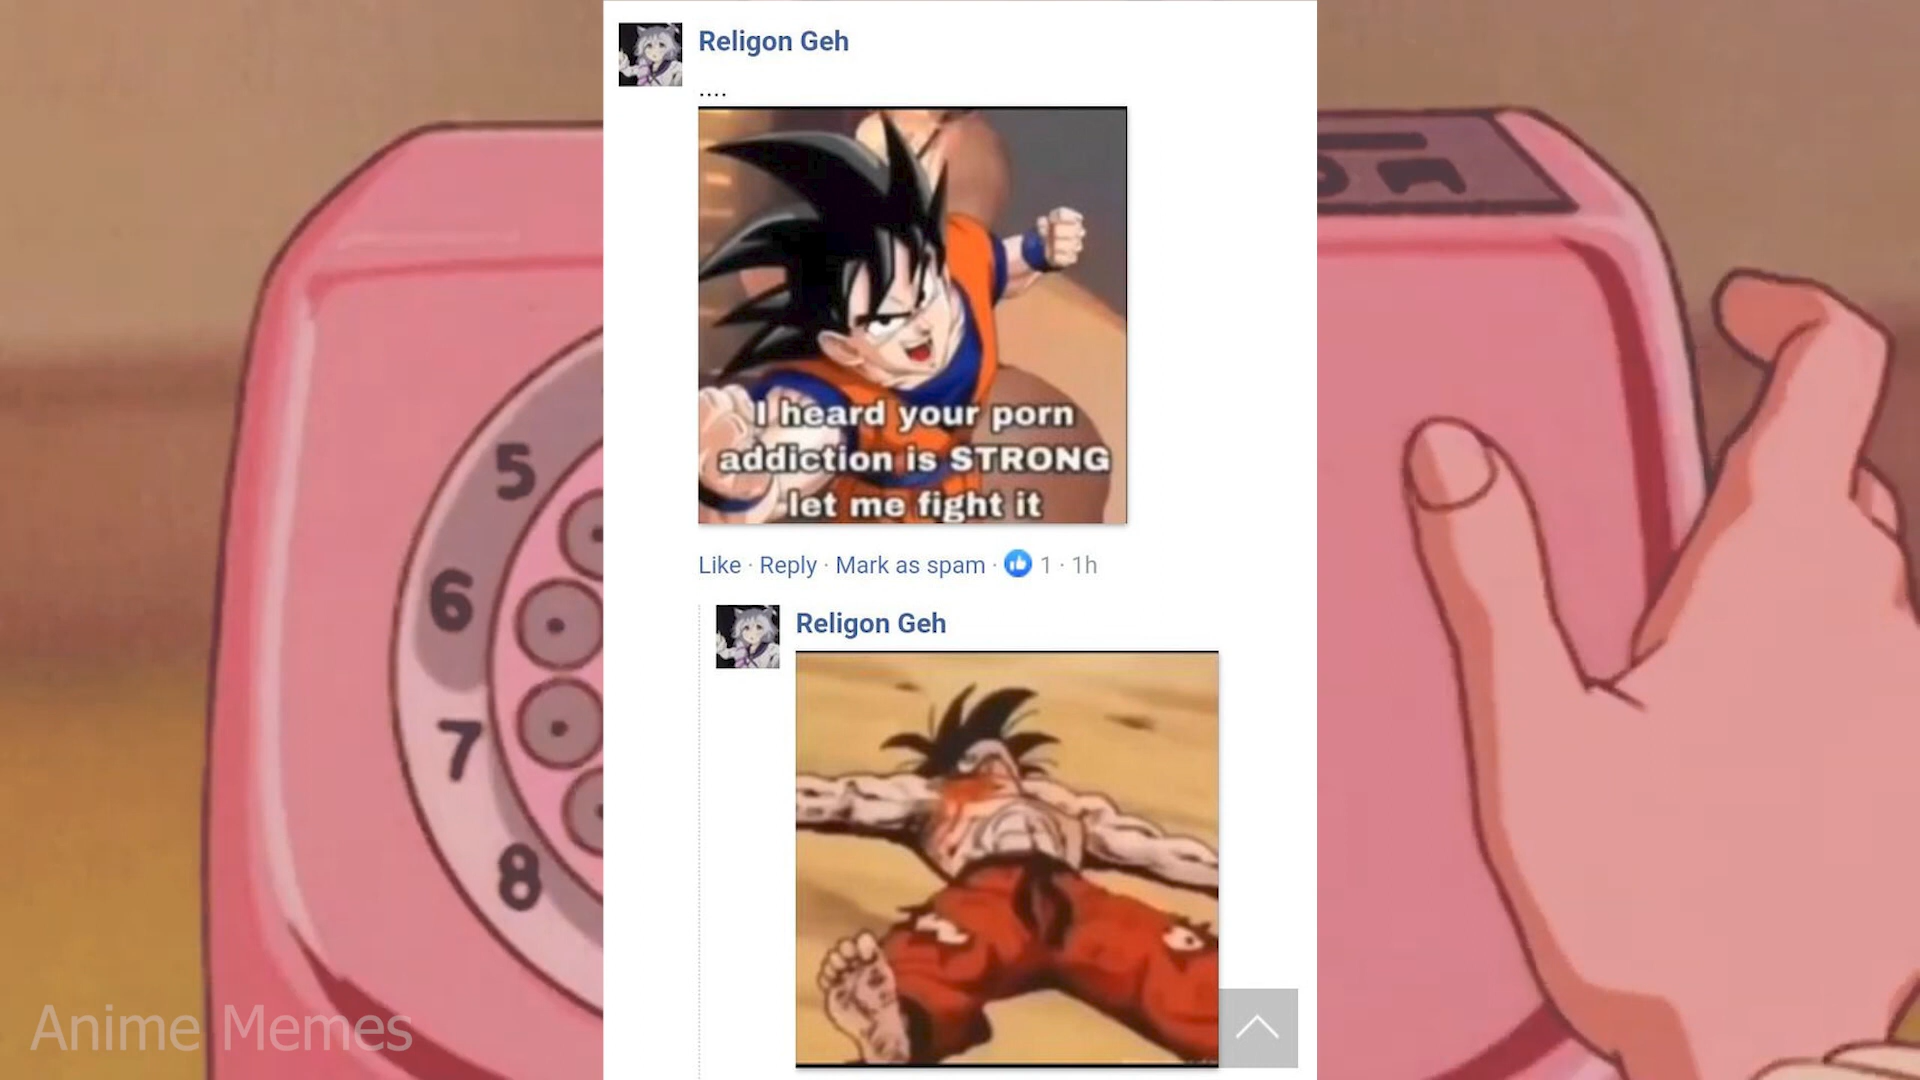 Religon Geh
....
I heard your porn
addiction is STRONG
let me fight it
Like · Reply · Mark as spam · 1 · 1h
Religon Geh
5
6
7
8
Anime Memes